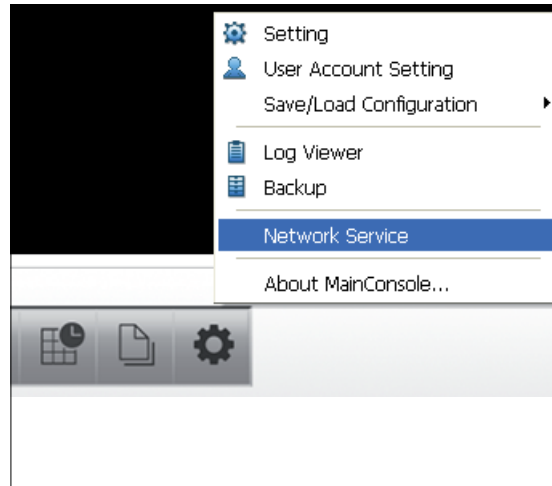 Setting
User Account Setting
Save/Load Configuration
Log Viewer
Backup
Network Service
About MainConsole...